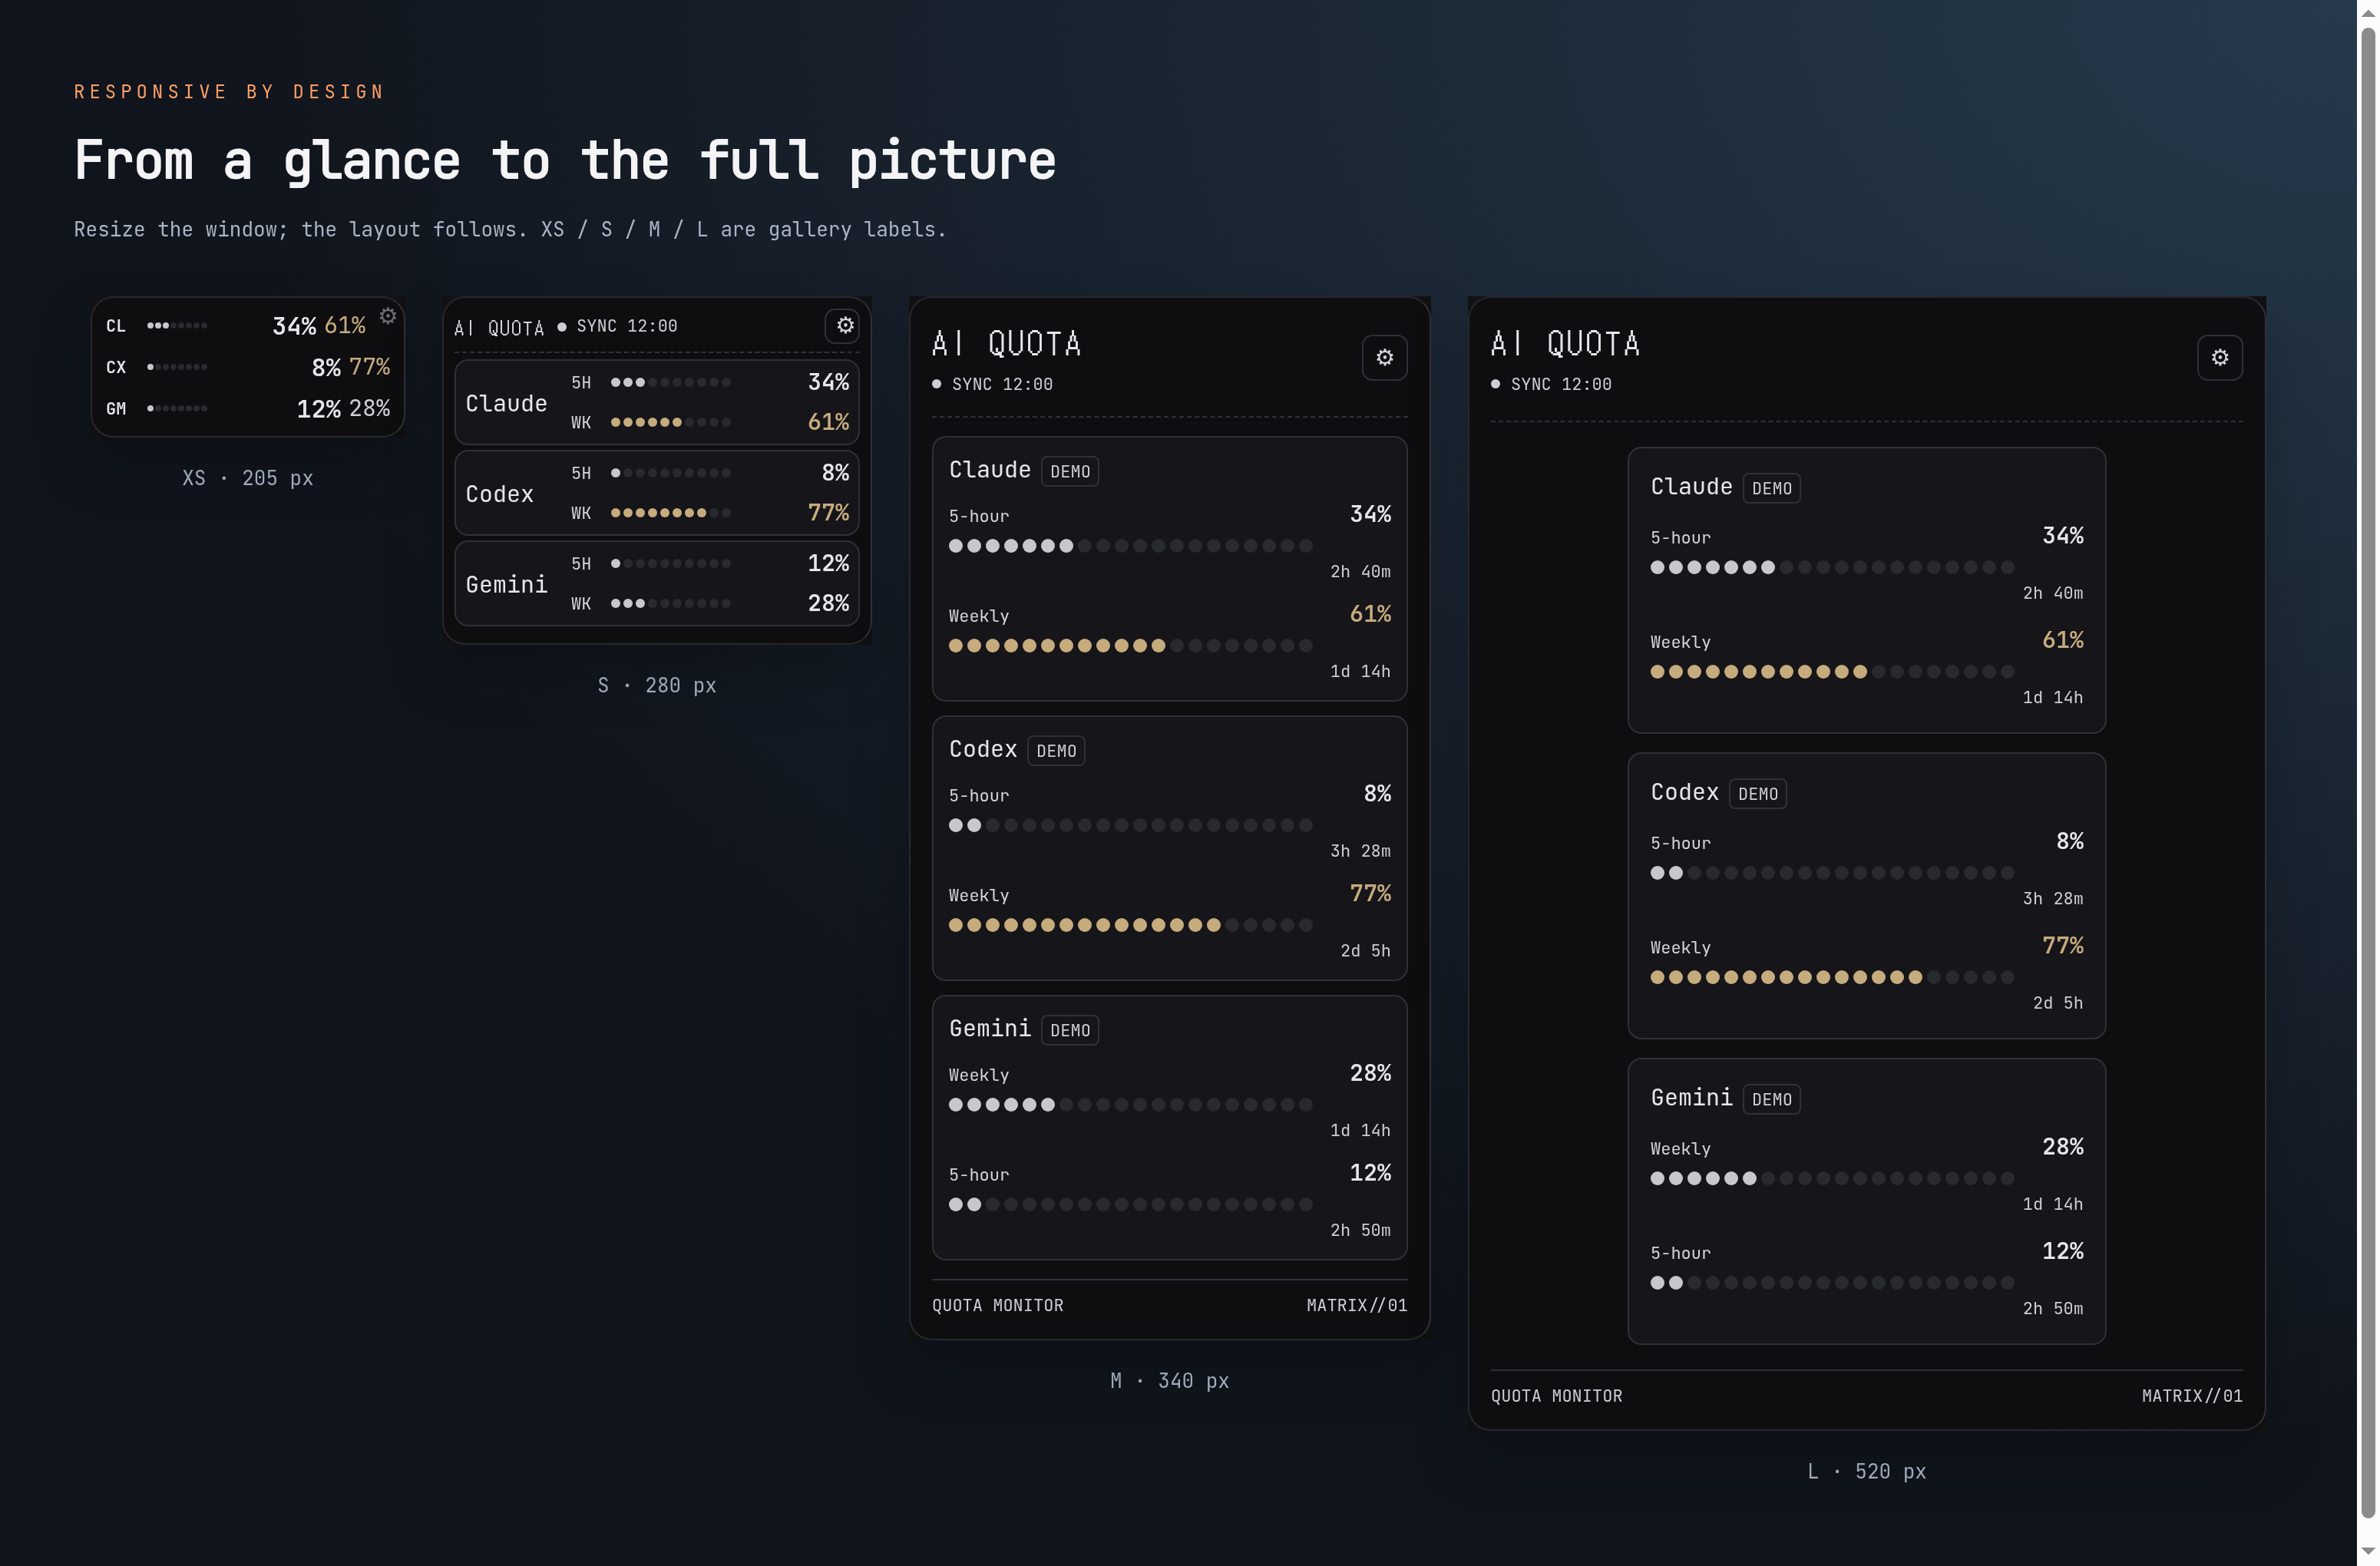 RESPONSIVE BY DESIGN
From a glance to the full picture
Resize the window; the layout follows. XS / S / M / L are gallery labels.
CL 34% 61%
CX 8% 77%
GM 12% 28%
XS · 205 px
AI QUOTA SYNC 12:00
Claude
5H 34%
WK 61%
Codex
5H 8%
WK 77%
Gemini
5H 12%
WK 28%
S · 280 px
AI QUOTA
SYNC 12:00
Claude DEMO
5-hour 34%
2h 40m
Weekly 61%
1d 14h
Codex DEMO
5-hour 8%
3h 28m
Weekly 77%
2d 5h
Gemini DEMO
Weekly 28%
1d 14h
5-hour 12%
2h 50m
QUOTA MONITOR MATRIX//01
M · 340 px
AI QUOTA
SYNC 12:00
Claude DEMO
5-hour 34%
2h 40m
Weekly 61%
1d 14h
Codex DEMO
5-hour 8%
3h 28m
Weekly 77%
2d 5h
Gemini DEMO
Weekly 28%
1d 14h
5-hour 12%
2h 50m
QUOTA MONITOR MATRIX//01
L · 520 px